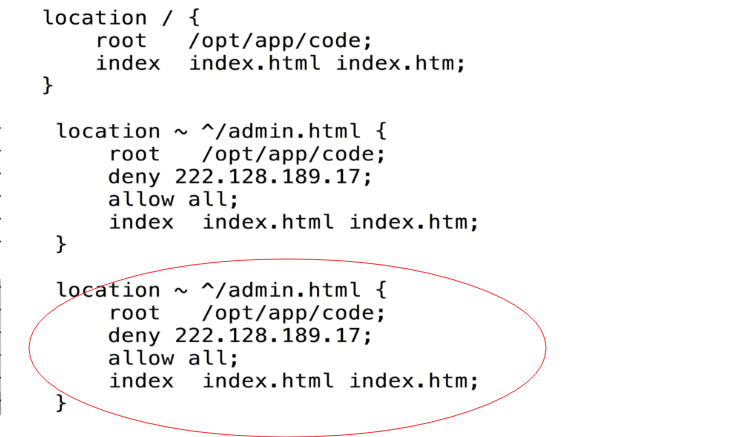 location / {
    root   /opt/app/code;
    index  index.html index.htm;
}
location ~ ^/admin.html {
    root   /opt/app/code;
    deny 222.128.189.17;
    allow all;
    index  index.html index.htm;
}
location ~ ^/admin.html {
    root   /opt/app/code;
    deny 222.128.189.17;
    allow all;
    index  index.html index.htm;
}